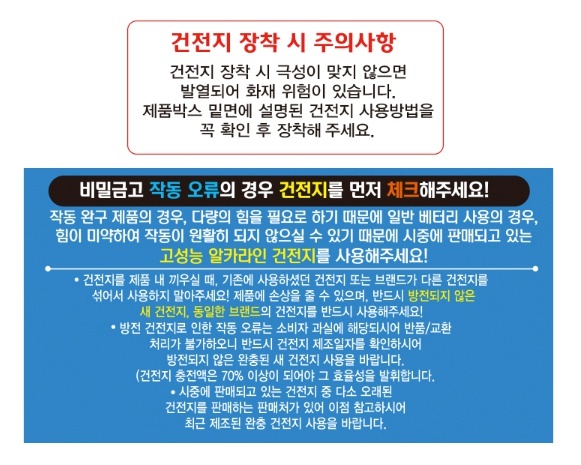 건전지 장착 시 주의사항
건전지 장착 시 극성이 맞지 않으면
발열되어 화재 위험이 있습니다.
제품박스 밑면에 설명된 건전지 사용방법을
꼭 확인 후 장착해 주세요.
비밀금고 작동 오류의 경우 건전지를 먼저 체크해주세요!
작동 완구 제품의 경우, 다량의 힘을 필요로 하기 때문에 일반 베터리 사용의 경우,
힘이 미약하여 작동이 원활히 되지 않으실 수 있기 때문에 시중에 판매되고 있는
고성능 알카라인 건전지를 사용해주세요!
• 건전지를 제품 내 끼우실 때, 기존에 사용하셨던 건전지 또는 브랜드가 다른 건전지를
섞어서 사용하지 말아주세요! 제품에 손상을 줄 수 있으며, 반드시 방전되지 않은
새 건전지, 동일한 브랜드의 건전지를 반드시 사용해주세요!
• 방전 건전지로 인한 작동 오류는 소비자 과실에 해당되시어 반품/교환
처리가 불가하오니 반드시 건전지 제조일자를 확인하시어
방전되지 않은 완충된 새 건전지 사용을 바랍니다.
(건전지 충전액은 70% 이상이 되어야 그 효율성을 발휘합니다.
• 시중에 판매되고 있는 건전지 중 다소 오래된
건전지를 판매하는 판매처가 있어 이점 참고하시어
최근 제조된 완충 건전지 사용을 바랍니다.